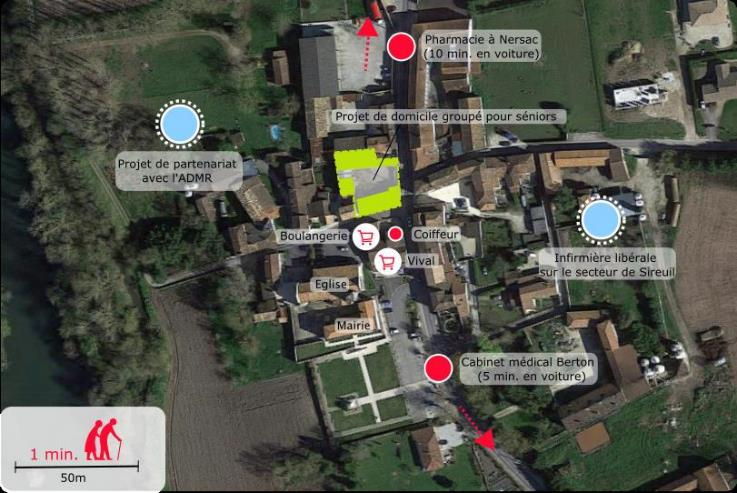 Pharmacie à Nersac
(10 min. en voiture)
Projet de domicile groupé pour séniors
Projet de partenariat
avec l'ADMR
Boulangerie
Coiffeur
Vival
Infirmière libérale
sur le secteur de Sireuil
Eglise
Mairie
Cabinet médical Berton
(5 min. en voiture)
1 min.
50m